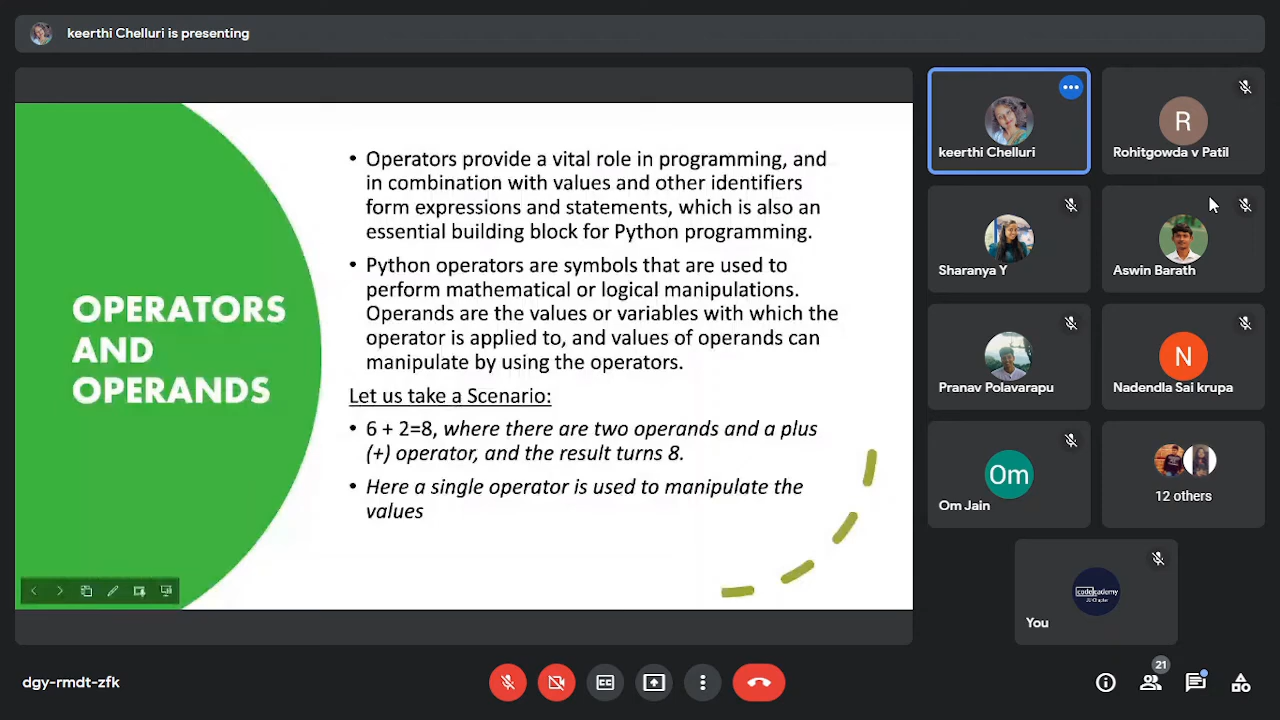 keerthi Chelluri is presenting
OPERATORS
AND
OPERANDS
• Operators provide a vital role in programming, and
in combination with values and other identifiers
form expressions and statements, which is also an
essential building block for Python programming.
• Python operators are symbols that are used to
perform mathematical or logical manipulations.
Operands are the values or variables with which the
operator is applied to, and values of operands can
manipulate by using the operators.
Let us take a Scenario:
• 6 + 2=8, where there are two operands and a plus
(+) operator, and the result turns 8.
• Here a single operator is used to manipulate the
values
keerthi Chelluri
R
Rohitgowda v Patil
Sharanya Y
Aswin Barath
Pranav Polavarapu
N
Nadendla Sai krupa
Om
Om Jain
12 others
codecademy
You
dgy-rmdt-zfk
CC
21